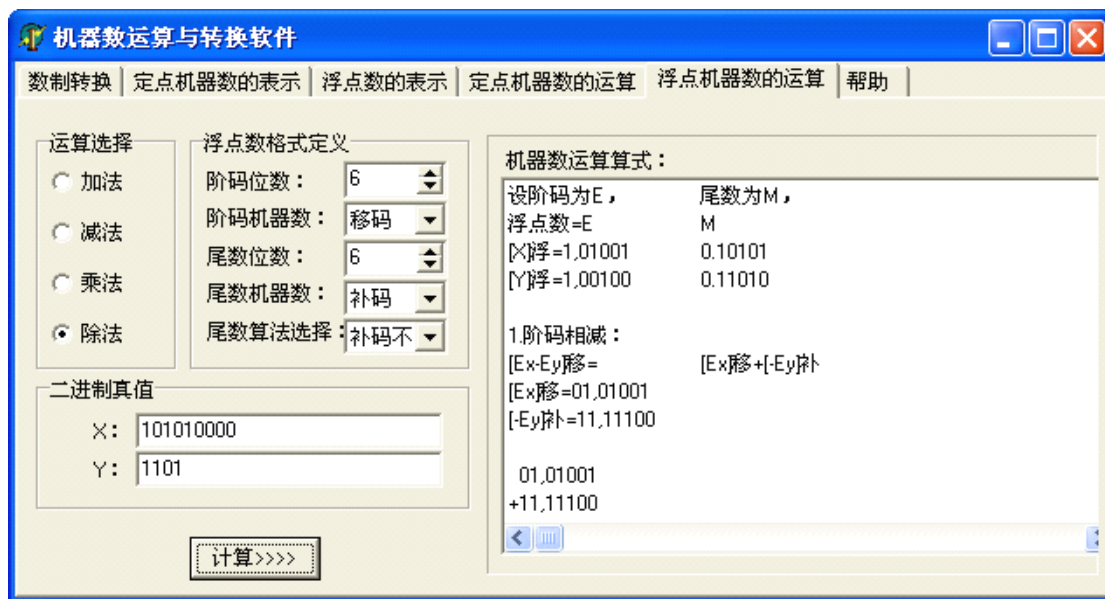 机器数运算与转换软件
数制转换 定点机器数的表示 浮点数的表示 定点机器数的运算 浮点机器数的运算 帮助
运算选择
加法
减法
乘法
除法
浮点数格式定义
阶码位数： 6
阶码机器数： 移码
尾数位数： 6
尾数机器数： 补码
尾数算法选择： 补码不
二进制真值
X： 101010000
Y： 1101
计算>>>>
机器数运算算式：
设阶码为E， 尾数为M，
浮点数=E M
[X]浮=1,01001 0.10101
[Y]浮=1,00100 0.11010
1.阶码相减：
[Ex-Ey]移= [Ex]移+[-Ey]补
[Ex]移=01,01001
[-Ey]补=11,11100
01,01001
+11,11100